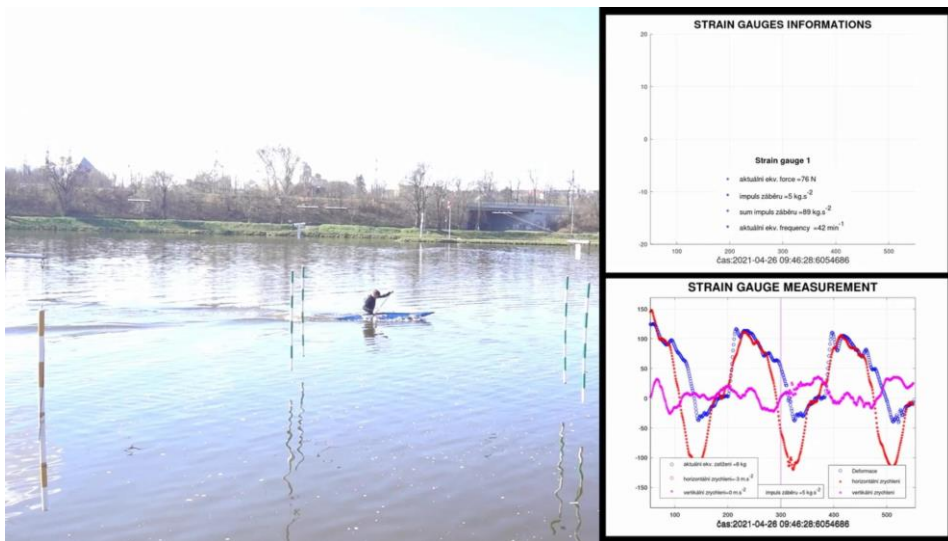 STRAIN GAUGES INFORMATIONS
20
10
0
-10
-20
Strain gauge 1
aktuální ekv. force =76 N
impuls záběru =5 kg.s-2
sum impuls záběru =89 kg.s-2
aktuální ekv. frequency =42 min-1
100 200 300 400 500
čas:2021-04-26 09:46:28:6054686
STRAIN GAUGE MEASUREMENT
150
100
50
0
-50
-100
-150
aktuální ekv. zatížení =8 kg
horizontální zrychlení=-3 m.s-2
vertikální zrychlení=0 m.s-2
impuls záběru =5 kg.s-2
Deformace
horizontální zrychlení
vertikální zrychlení
100 200 300 400 500
čas:2021-04-26 09:46:28:6054686